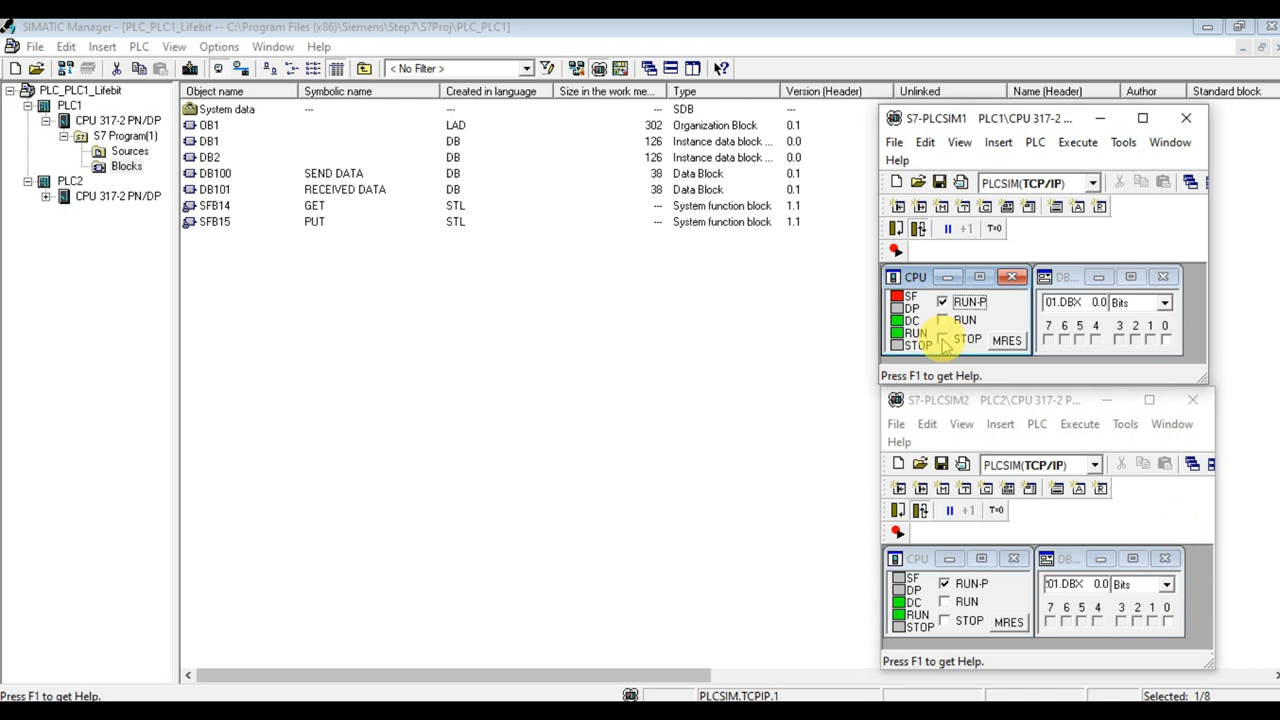 SIMATIC Manager - [PLC_PLC1_Lifebit -- C:\Program Files (x86)\Siemens\Step7\S7Proj\PLC_PLC1]
File Edit Insert PLC View Options Window Help
< No Filter >
PLC_PLC1_Lifebit
PLC1
CPU 317-2 PN/DP
S7 Program(1)
Sources
Blocks
PLC2
CPU 317-2 PN/DP
Object name Symbolic name Created in language Size in the work me... Type Version (Header) Unlinked Name (Header) Author Standard block
System data --- --- --- SDB ---
OB1 LAD 302 Organization Block 0.1
DB1 DB 126 Instance data block ... 0.0
DB2 DB 126 Instance data block ... 0.0
DB100 SEND DATA DB 38 Data Block 0.1
DB101 RECEIVED DATA DB 38 Data Block 0.1
SFB14 GET STL --- System function block 1.1
SFB15 PUT STL --- System function block 1.1
S7-PLCSIM1 PLC1\CPU 317-2 ...
File Edit View Insert PLC Execute Tools Window
Help
PLCSIM(TCP/IP)
+1 T=0
CPU
SF
DP
DC
RUN
STOP
RUN-P
RUN
STOP
MRES
DB...
01.DBX 0.0 Bits
7 6 5 4 3 2 1 0
Press F1 to get Help.
S7-PLCSIM2 PLC2\CPU 317-2 P...
File Edit View Insert PLC Execute Tools Window
Help
PLCSIM(TCP/IP)
+1 T=0
CPU
SF
DP
DC
RUN
STOP
RUN-P
RUN
STOP
MRES
DB...
01.DBX 0.0 Bits
7 6 5 4 3 2 1 0
Press F1 to get Help.
Press F1 to get Help. PLCSIM.TCPIP.1 Selected: 1/8